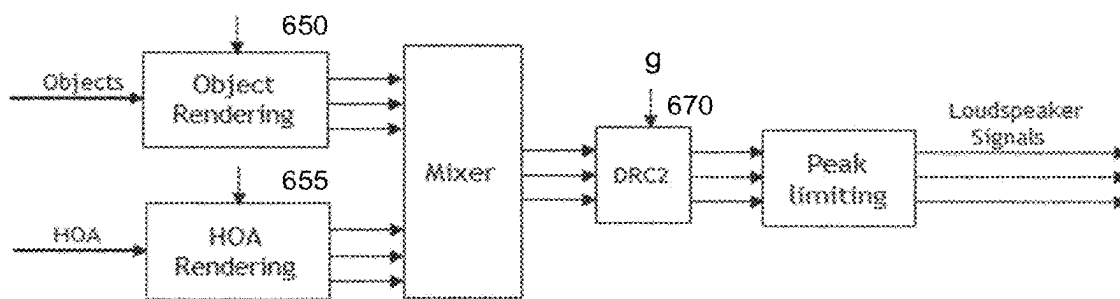 650
Objects
Object
Rendering
g
670
Loudspeaker
Signals
Mixer
DRC2
Peak
limiting
655
HOA
HOA
Rendering